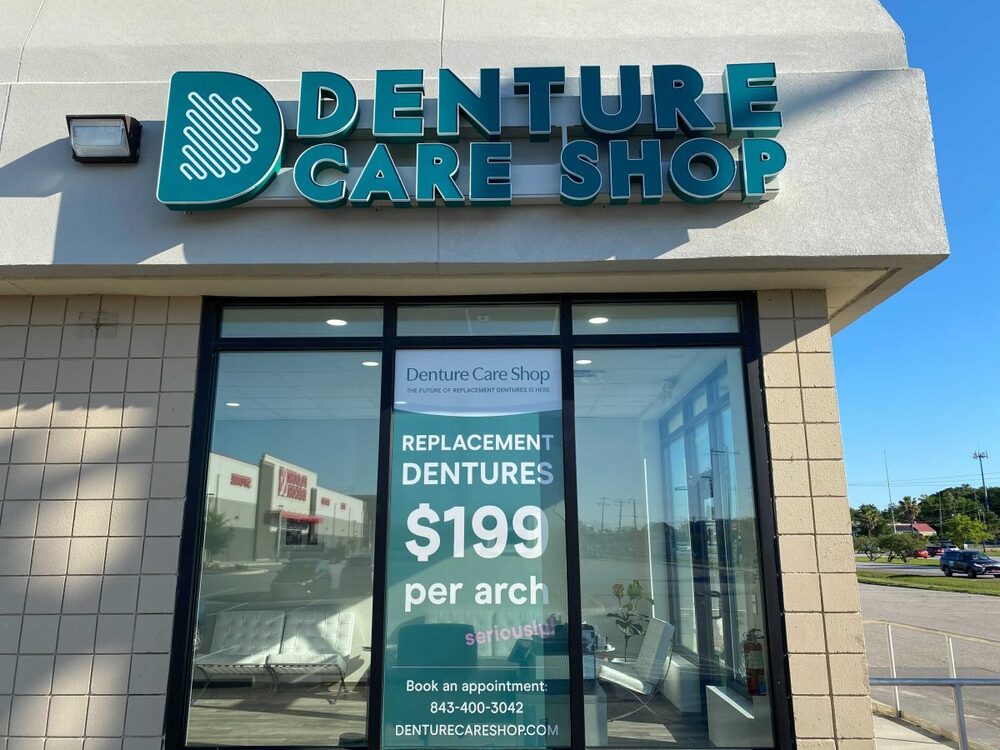 DENTURE
CARE SHOP
Denture Care Shop
THE FUTURE OF REPLACEMENT DENTURES IS HERE
REPLACEMENT
DENTURES
$199
per arch
seriously!
Book an appointment:
843-400-3042
DENTURECARESHOP.COM